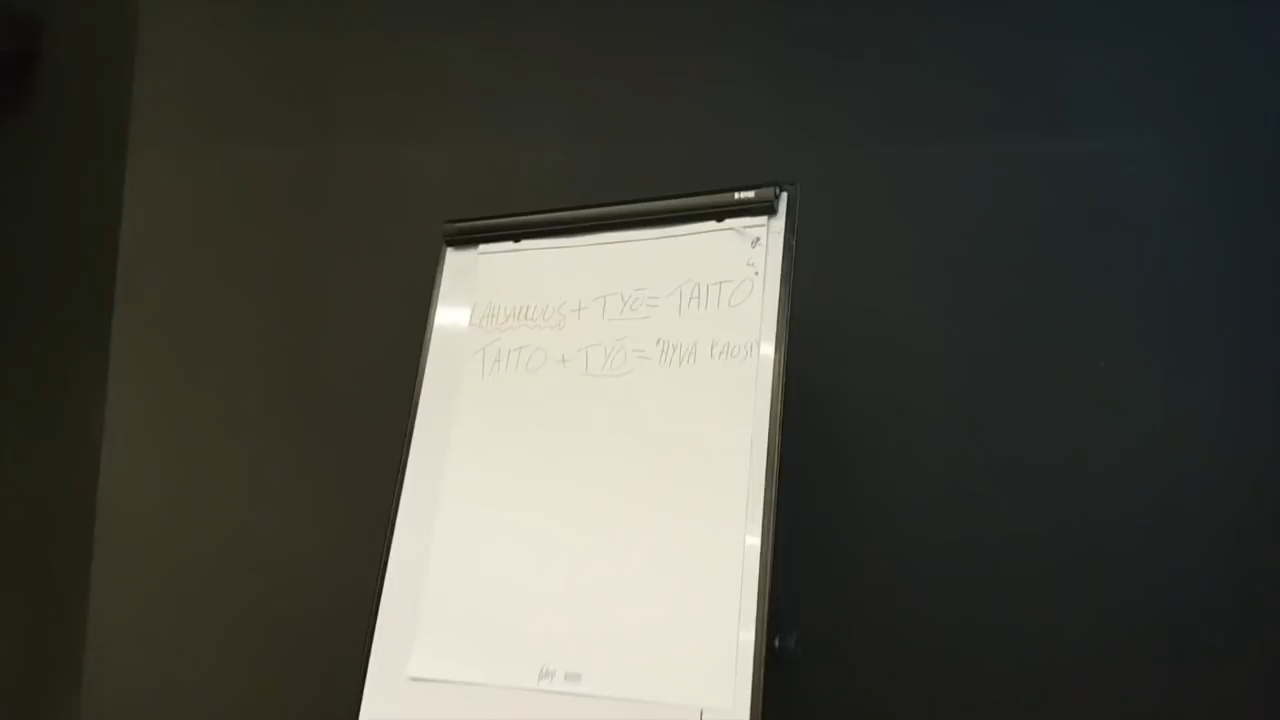 LAHJAKKUUS + TYÖ = TAITO
TAITO + TYÖ = "HYVÄ KAUSI"